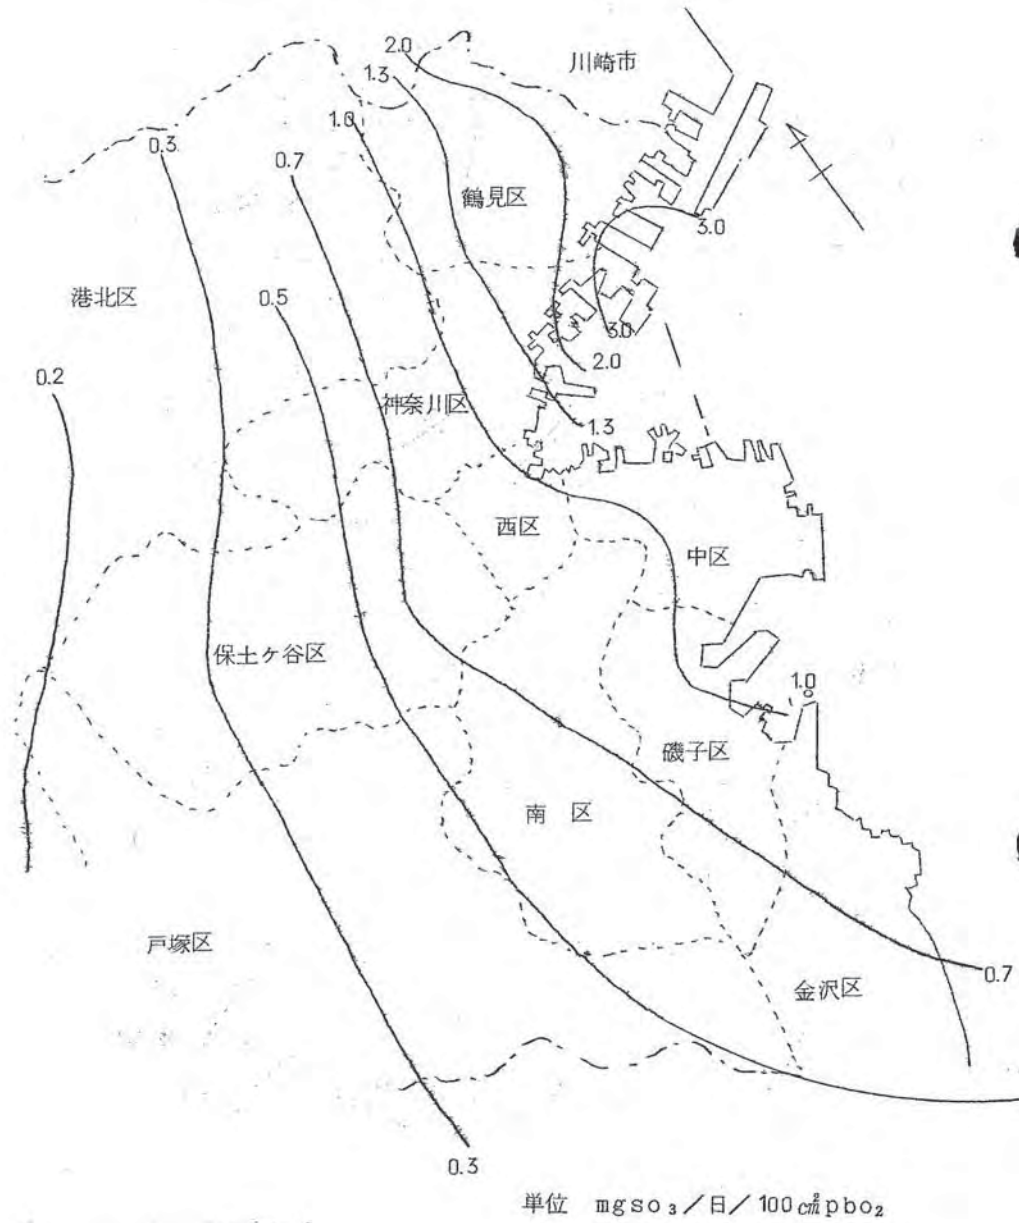 2.0
川崎市
1.3
1.0
0.3
0.7
鶴見区
3.0
港北区
0.5
3.0
2.0
0.2
神奈川区
1.3
西区
中区
保土ヶ谷区
1.0
磯子区
南 区
戸塚区
金沢区
0.7
0.3
単位 mgso₃/日/100㎠pbo₂